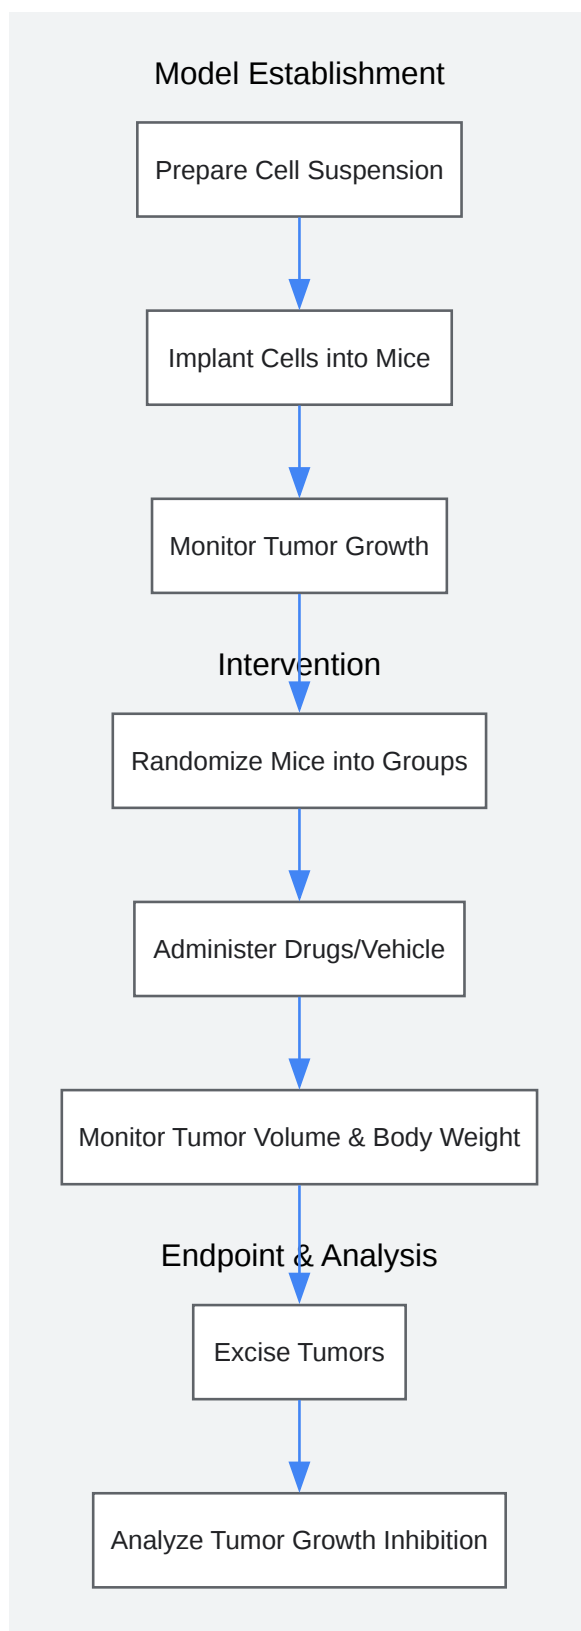 Model Establishment
Prepare Cell Suspension
Implant Cells into Mice
Monitor Tumor Growth
Intervention
Randomize Mice into Groups
Administer Drugs/Vehicle
Monitor Tumor Volume & Body Weight
Endpoint & Analysis
Excise Tumors
Analyze Tumor Growth Inhibition